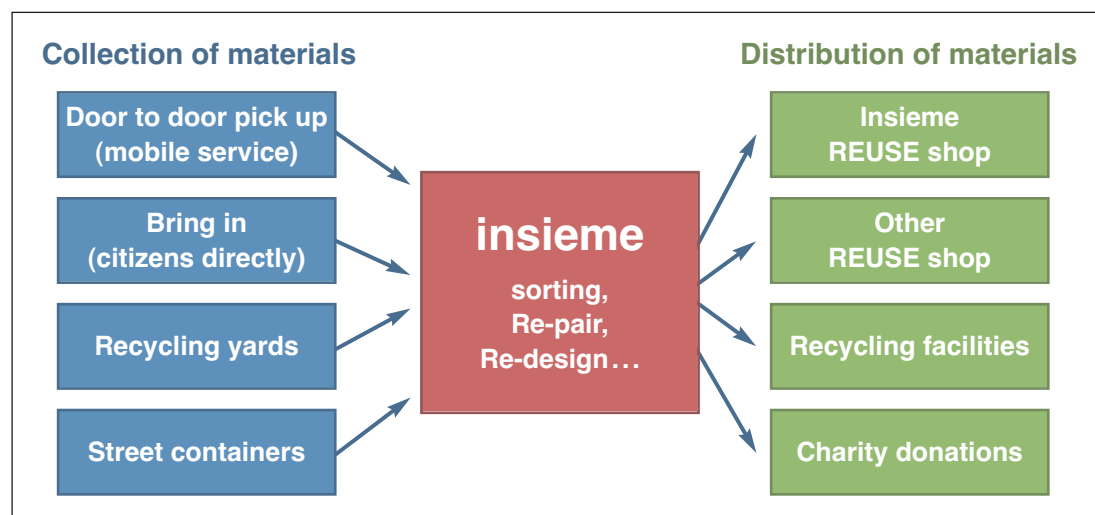 Collection of materials
Door to door pick up
(mobile service)
Bring in
(citizens directly)
Recycling yards
Street containers
insieme
sorting,
Re-pair,
Re-design...
Distribution of materials
Insieme
REUSE shop
Other
REUSE shop
Recycling facilities
Charity donations